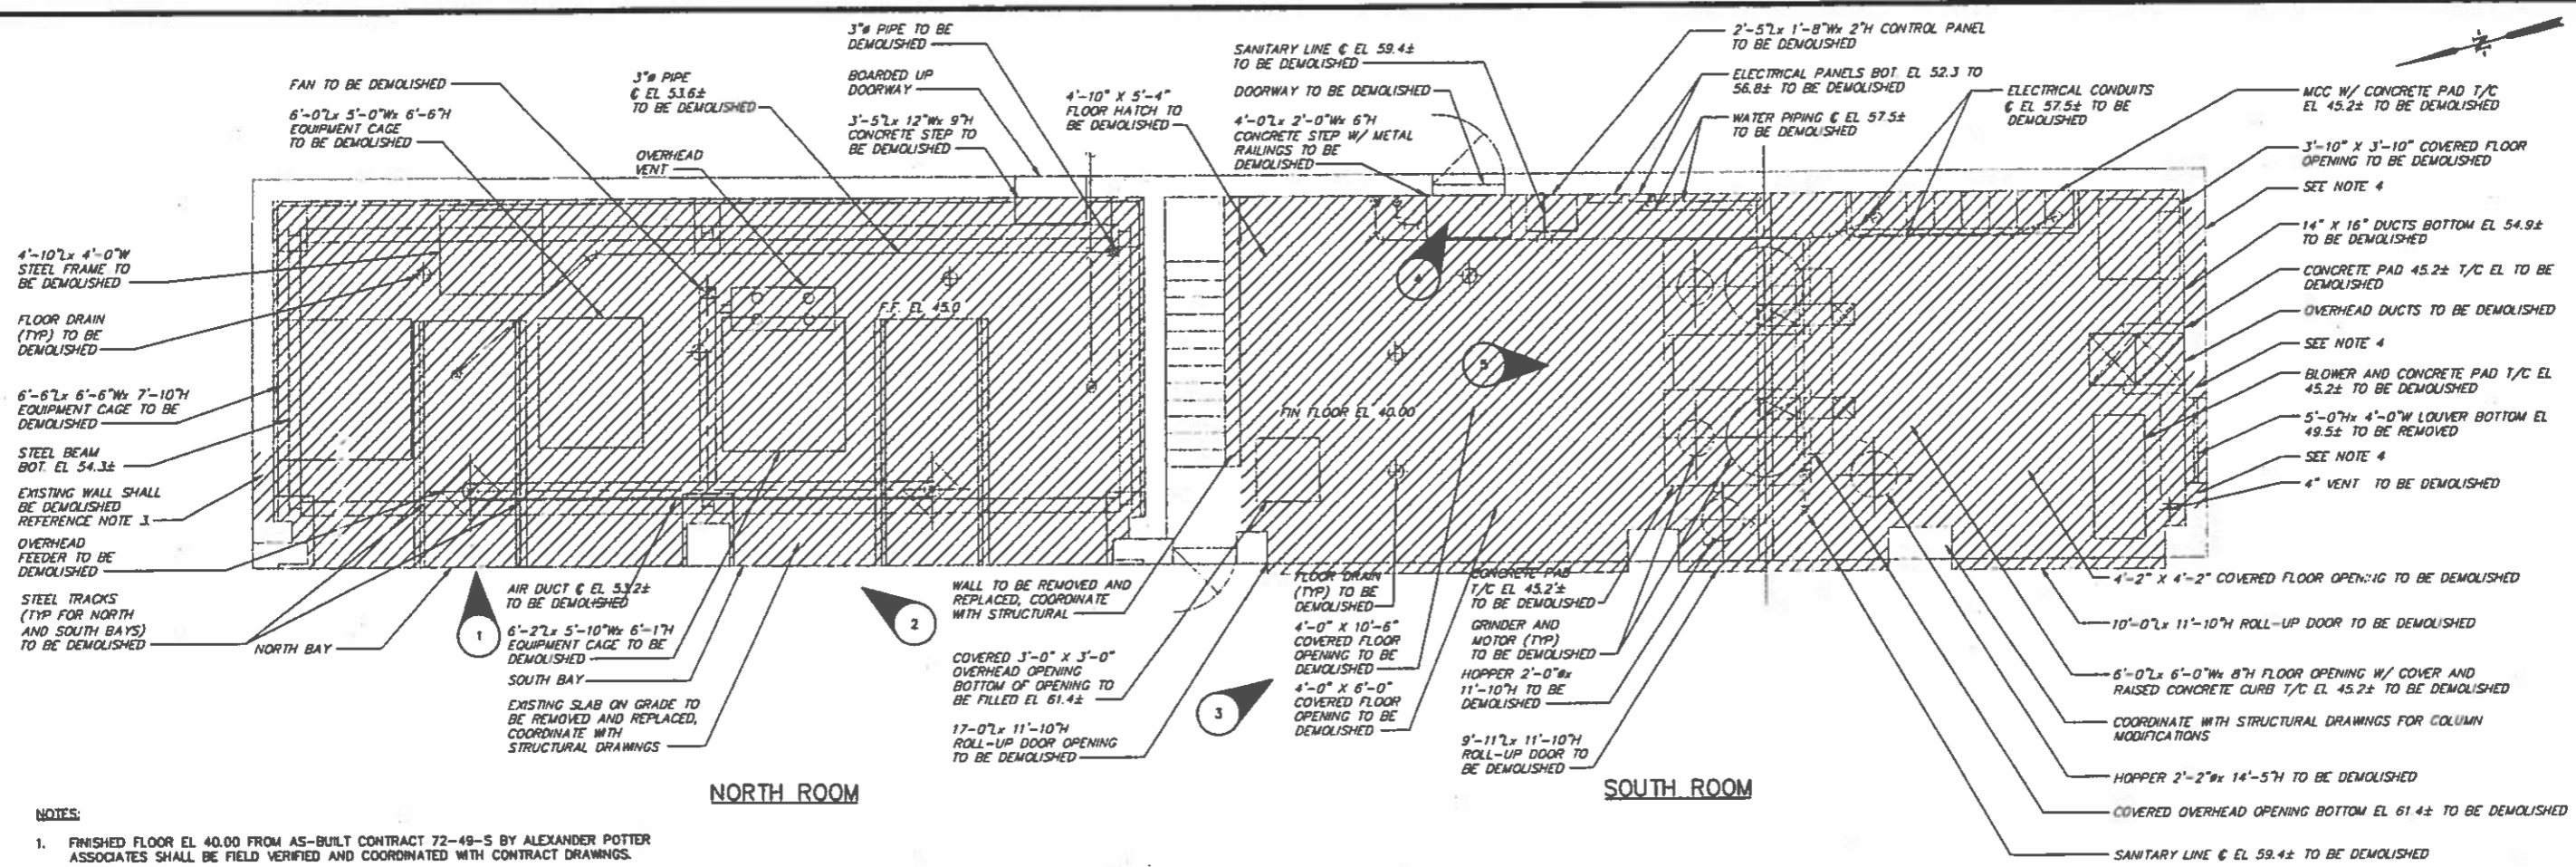 3"ø PIPE TO BE
DEMOLISHED
2'-5"Lx 1'-8"Wx 2"H CONTROL PANEL
TO BE DEMOLISHED
SANITARY LINE ℄ EL 59.4±
TO BE DEMOLISHED
FAN TO BE DEMOLISHED
3"ø PIPE
℄ EL 53.6±
TO BE DEMOLISHED
BOARDED UP
DOORWAY
4'-10" X 5'-4"
FLOOR HATCH TO
BE DEMOLISHED
DOORWAY TO BE DEMOLISHED
ELECTRICAL PANELS BOT. EL 52.3 TO
56.8± TO BE DEMOLISHED
ELECTRICAL CONDUITS
℄ EL 57.5± TO BE
DEMOLISHED
MCC W/ CONCRETE PAD T/C
EL 45.2± TO BE DEMOLISHED
6'-0"Lx 5'-0"Wx 6'-6"H
EQUIPMENT CAGE
TO BE DEMOLISHED
3'-5"Lx 12"Wx 9"H
CONCRETE STEP TO
BE DEMOLISHED
4'-0"Lx 2'-0"Wx 6"H
CONCRETE STEP W/ METAL
RAILINGS TO BE
DEMOLISHED
WATER PIPING ℄ EL 57.5±
TO BE DEMOLISHED
OVERHEAD
VENT
3'-10" X 3'-10" COVERED FLOOR
OPENING TO BE DEMOLISHED
SEE NOTE 4
14" X 16" DUCTS BOTTOM EL 54.9±
TO BE DEMOLISHED
CONCRETE PAD 45.2± T/C EL TO BE
DEMOLISHED
OVERHEAD DUCTS TO BE DEMOLISHED
SEE NOTE 4
BLOWER AND CONCRETE PAD T/C EL
45.2± TO BE DEMOLISHED
5'-0"Hx 4'-0"W LOUVER BOTTOM EL
49.5± TO BE REMOVED
SEE NOTE 4
4" VENT TO BE DEMOLISHED
4'-10"Lx 4'-0"W
STEEL FRAME TO
BE DEMOLISHED
FLOOR DRAIN
(TYP) TO BE
DEMOLISHED
6'-6"Lx 6'-6"Wx 7'-10"H
EQUIPMENT CAGE TO BE
DEMOLISHED
STEEL BEAM
BOT. EL 54.3±
EXISTING WALL SHALL
BE DEMOLISHED
REFERENCE NOTE 3.
OVERHEAD
FEEDER TO BE
DEMOLISHED
STEEL TRACKS
(TYP FOR NORTH
AND SOUTH BAYS)
TO BE DEMOLISHED
F.F. EL 45.0
FIN FLOOR EL 40.00
4
5
1
2
3
N
NORTH BAY
AIR DUCT ℄ EL 53.2±
TO BE DEMOLISHED
6'-2"Lx 5'-10"Wx 6'-1"H
EQUIPMENT CAGE TO BE
DEMOLISHED
SOUTH BAY
EXISTING SLAB ON GRADE TO
BE REMOVED AND REPLACED,
COORDINATE WITH
STRUCTURAL DRAWINGS
WALL TO BE REMOVED AND
REPLACED, COORDINATE
WITH STRUCTURAL
COVERED 3'-0" X 3'-0"
OVERHEAD OPENING
BOTTOM OF OPENING TO
BE FILLED EL 61.4±
17-0"Lx 11'-10"H
ROLL-UP DOOR OPENING
TO BE DEMOLISHED
FLOOR DRAIN
(TYP) TO BE
DEMOLISHED
4'-0" X 10'-6"
COVERED FLOOR
OPENING TO BE
DEMOLISHED
4'-0" X 6'-0"
COVERED FLOOR
OPENING TO BE
DEMOLISHED
CONCRETE PAD
T/C EL 45.2'±
TO BE DEMOLISHED
GRINDER AND
MOTOR (TYP)
TO BE DEMOLISHED
HOPPER 2'-0"øx
11'-10"H TO BE
DEMOLISHED
9'-11"Lx 11'-10"H
ROLL-UP DOOR TO
BE DEMOLISHED
4'-2" X 4'-2" COVERED FLOOR OPENING TO BE DEMOLISHED
10'-0"Lx 11'-10"H ROLL-UP DOOR TO BE DEMOLISHED
6'-0"Lx 6'-0"Wx 8"H FLOOR OPENING W/ COVER AND
RAISED CONCRETE CURB T/C EL 45.2± TO BE DEMOLISHED
COORDINATE WITH STRUCTURAL DRAWINGS FOR COLUMN
MODIFICATIONS
HOPPER 2'-2"øx 14'-5"H TO BE DEMOLISHED
COVERED OVERHEAD OPENING BOTTOM EL 61.4± TO BE DEMOLISHED
SANITARY LINE ℄ EL 59.4± TO BE DEMOLISHED
NORTH ROOM
SOUTH ROOM
NOTES:
1. FINISHED FLOOR EL 40.00 FROM AS-BUILT CONTRACT 72-49-S BY ALEXANDER POTTER
ASSOCIATES SHALL BE FIELD VERIFIED AND COORDINATED WITH CONTRACT DRAWINGS.